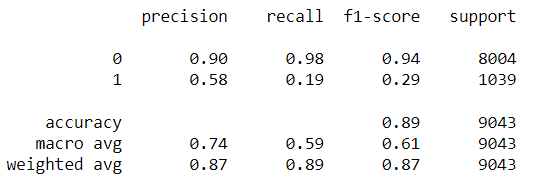 precision recall f1-score support
0 0.90 0.98 0.94 8004
1 0.58 0.19 0.29 1039
accuracy 0.89 9043
macro avg 0.74 0.59 0.61 9043
weighted avg 0.87 0.89 0.87 9043